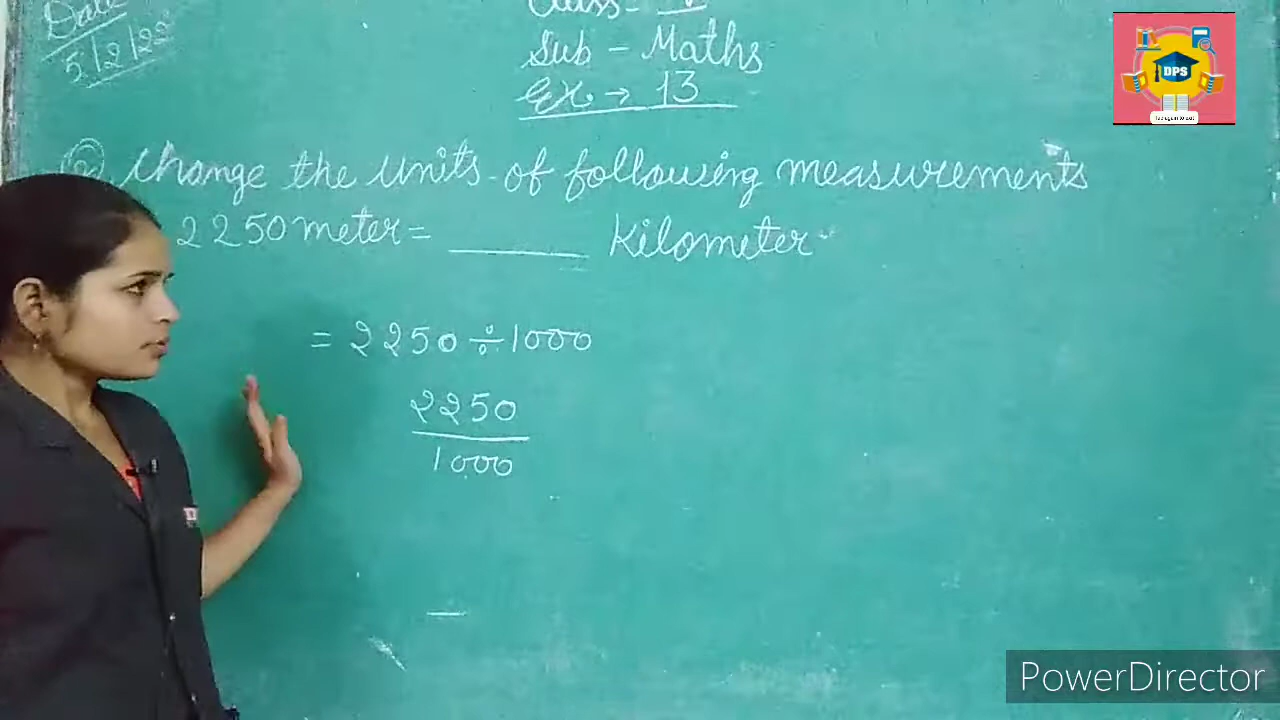 Date
5/2/22
Class - V
Sub - Maths
Ex. → 13
DPS
Change the units of following measurements
2250 meter = ______ Kilometer
= 2250 ÷ 1000
2250
1000
PowerDirector